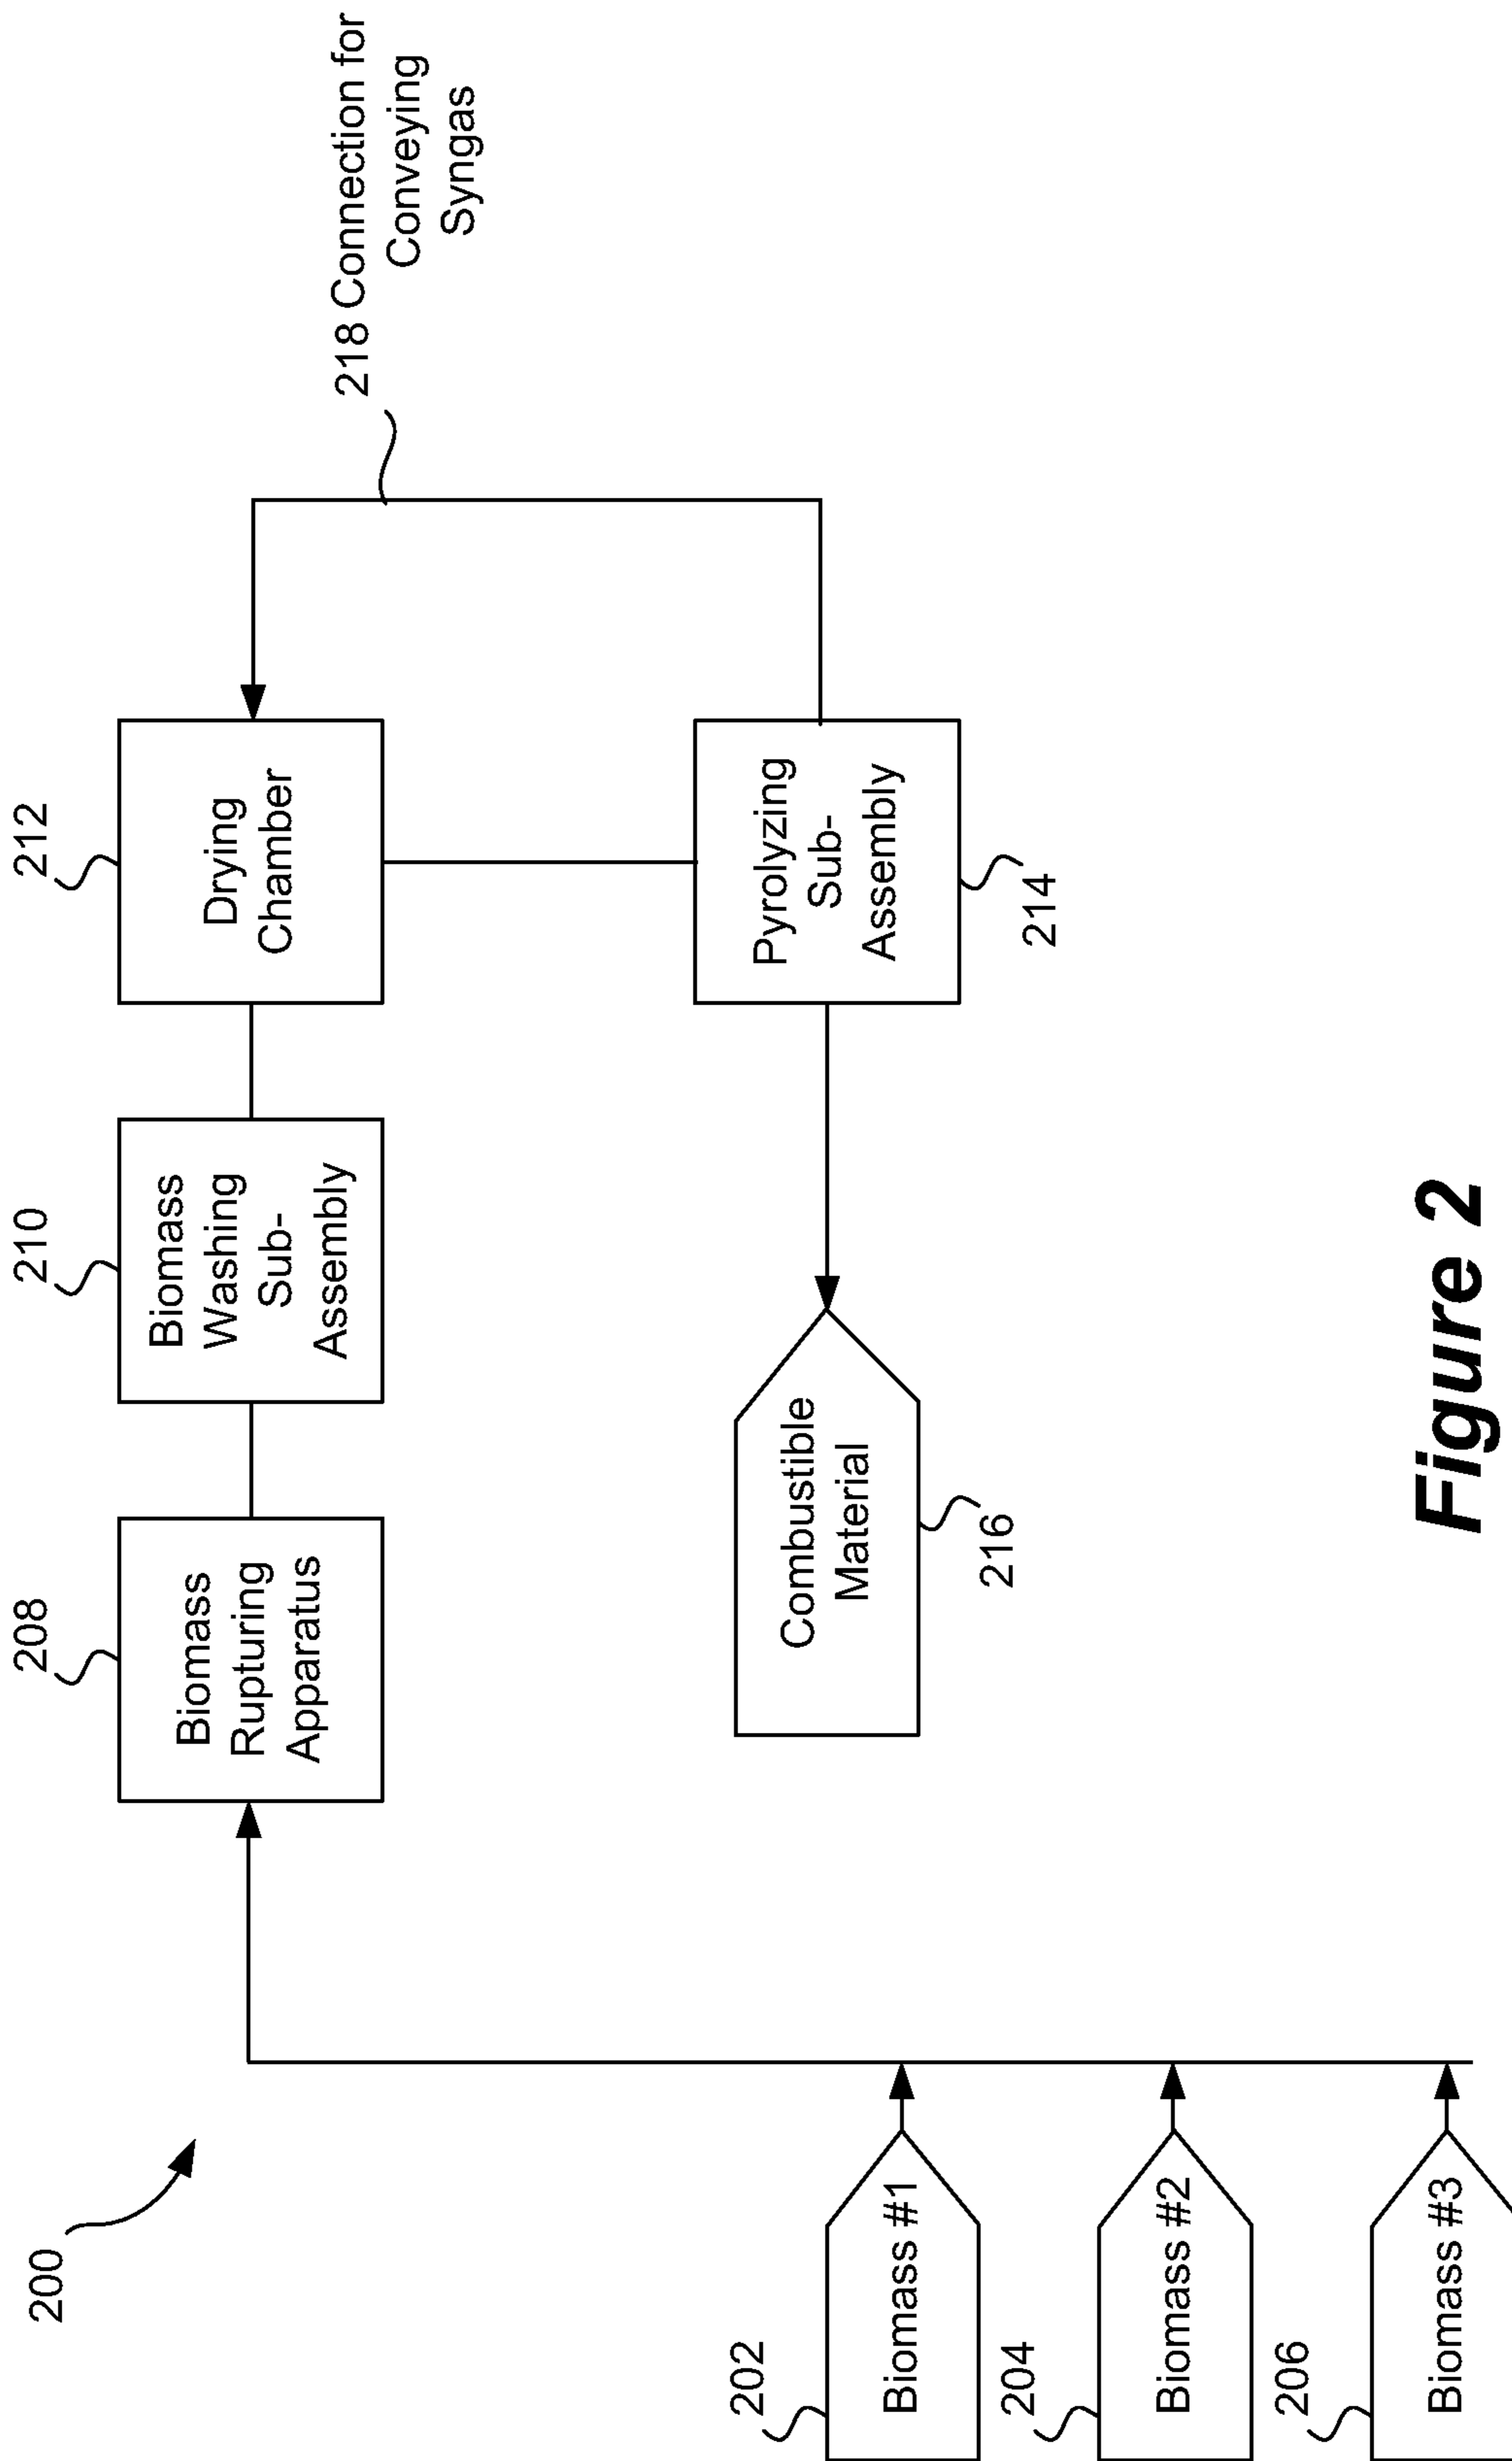 200
202
Biomass #1
204
Biomass #2
206
Biomass #3
208
Biomass
Rupturing
Apparatus
210
Biomass
Washing
Sub-
Assembly
212
Drying
Chamber
218 Connection for
Conveying
Syngas
Pyrolyzing
Sub-
Assembly
214
Combustible
Material
216
Figure 2